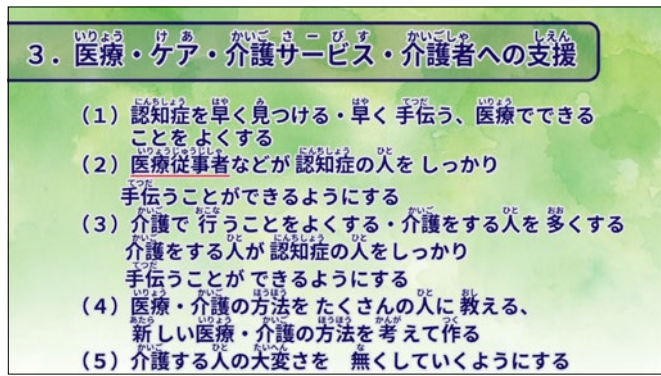 3．医療・ケア・介護サービス・介護者への支援
（1）認知症を早く見つける・早く 手伝う、医療でできる
ことを よくする
（2）医療従事者などが 認知症の人を しっかり
手伝うことができるようにする
（3）介護で 行うことをよくする・介護をする人を 多くする
介護をする人が 認知症の人をしっかり
手伝うことが できるようにする
（4）医療・介護の方法を たくさんの人に 教える、
新しい医療・介護の方法を 考えて作る
（5）介護する人の大変さを 無くしていくようにする